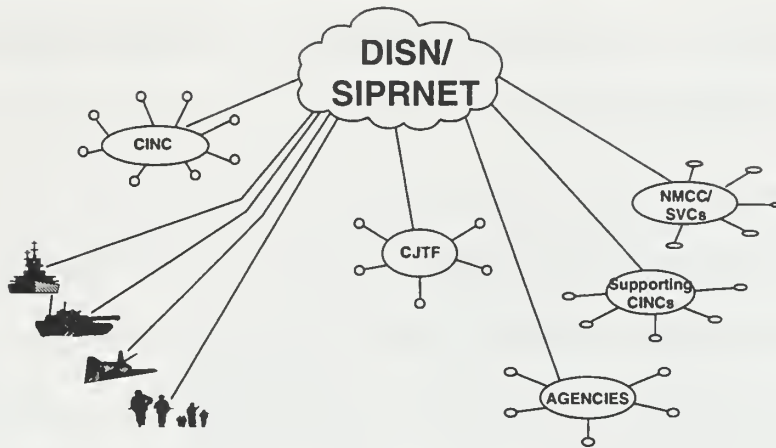 DISN/
SIPRNET
CINC
NMCC/
SVCs
CJTF
Supporting
CINCs
AGENCIES